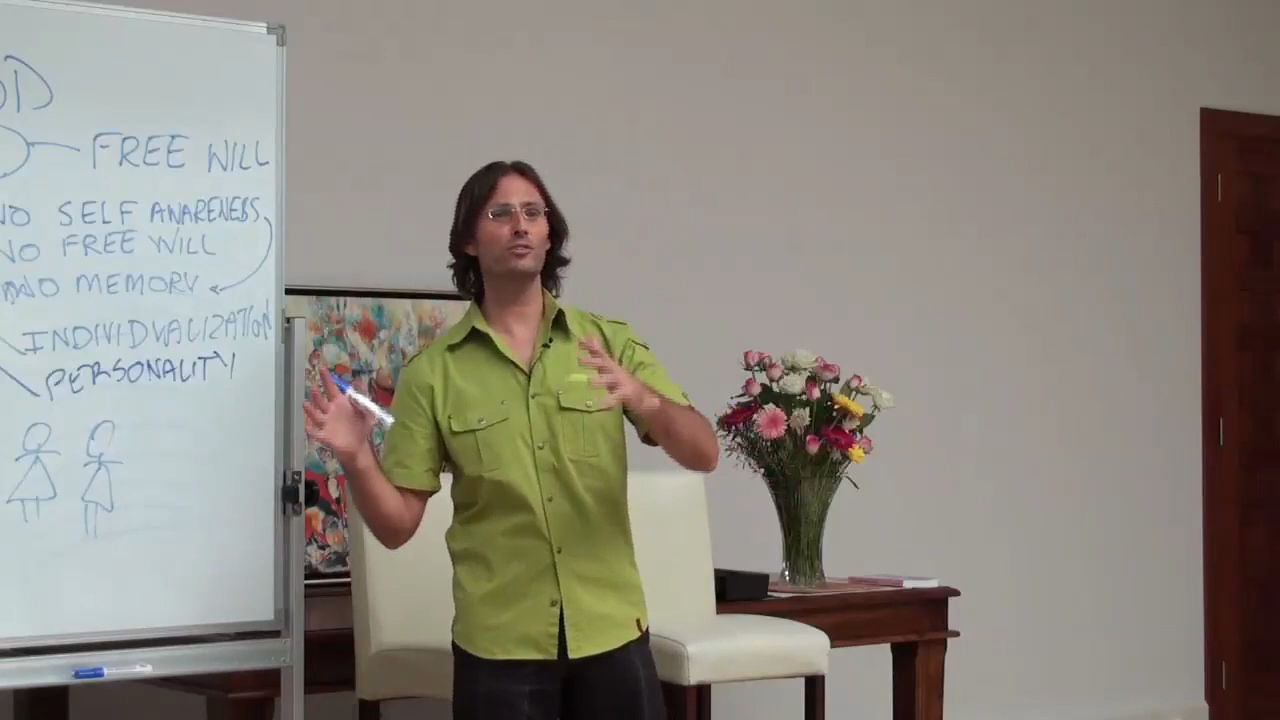 FREE WILL
NO SELF AWARENESS
NO FREE WILL
NO MEMORY
INDIVIDUALIZATION
PERSONALITY